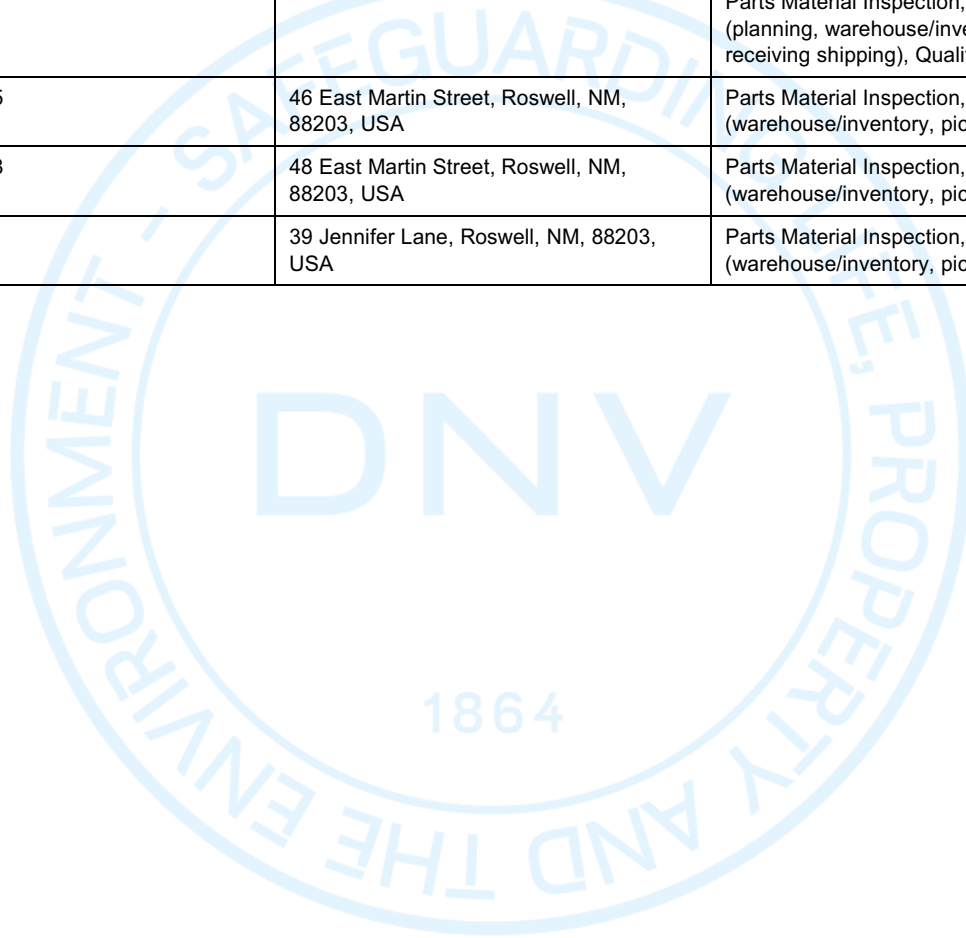 Parts Material Inspection,
(planning, warehouse/inve
receiving shipping), Quali
5
46 East Martin Street, Roswell, NM,
88203, USA
Parts Material Inspection,
(warehouse/inventory, pic
3
48 East Martin Street, Roswell, NM,
88203, USA
Parts Material Inspection,
(warehouse/inventory, pic
39 Jennifer Lane, Roswell, NM, 88203,
USA
Parts Material Inspection,
(warehouse/inventory, pic
SAFEGUARDING LIFE, PROPERTY AND THE ENVIRONMENT -
DNV
1864